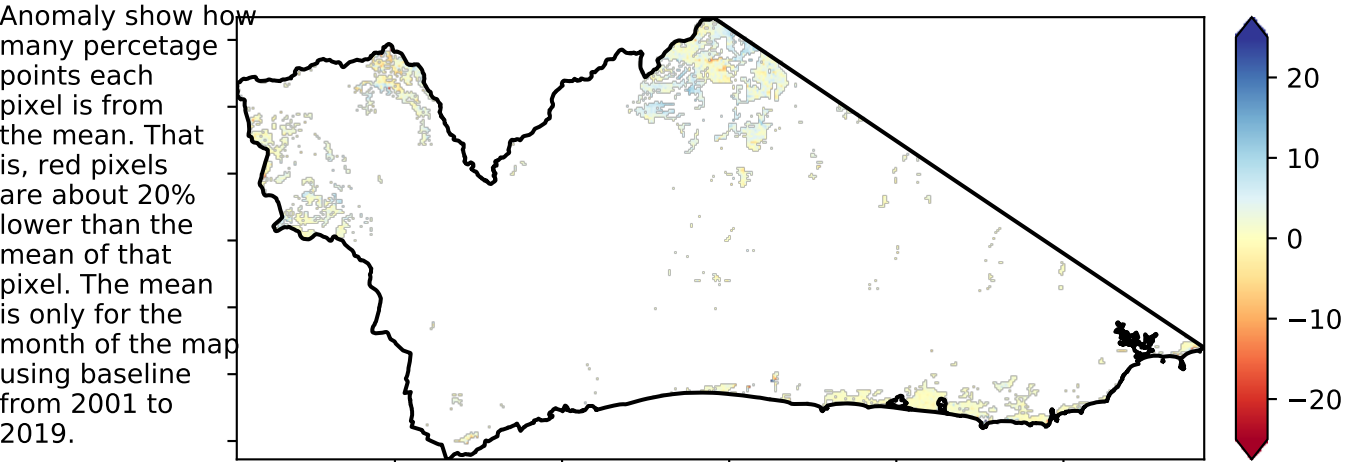 Anomaly show how
many percetage
points each
pixel is from
the mean. That
is, red pixels
are about 20%
lower than the
mean of that
pixel. The mean
is only for the
month of the map
using baseline
from 2001 to
2019.
20
10
0
−10
−20